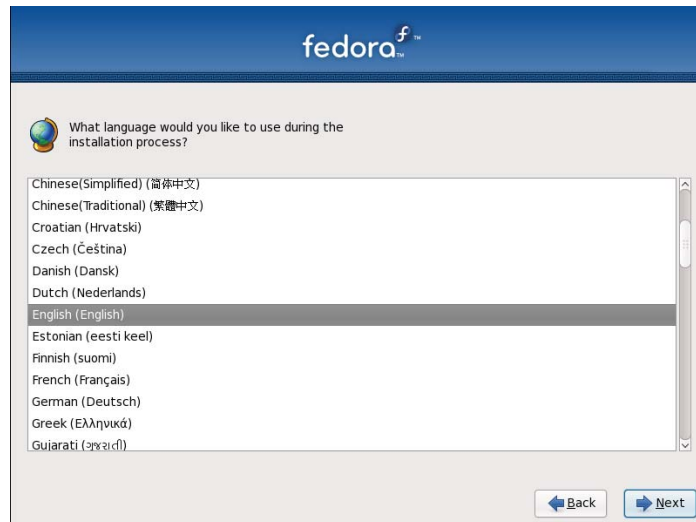 fedora™ f™
What language would you like to use during the
installation process?
Chinese(Simplified) (简体中文)
Chinese(Traditional) (繁體中文)
Croatian (Hrvatski)
Czech (Čeština)
Danish (Dansk)
Dutch (Nederlands)
English (English)
Estonian (eesti keel)
Finnish (suomi)
French (Français)
German (Deutsch)
Greek (Ελληνικά)
Gujarati (ગુજરાતી)
Back
Next